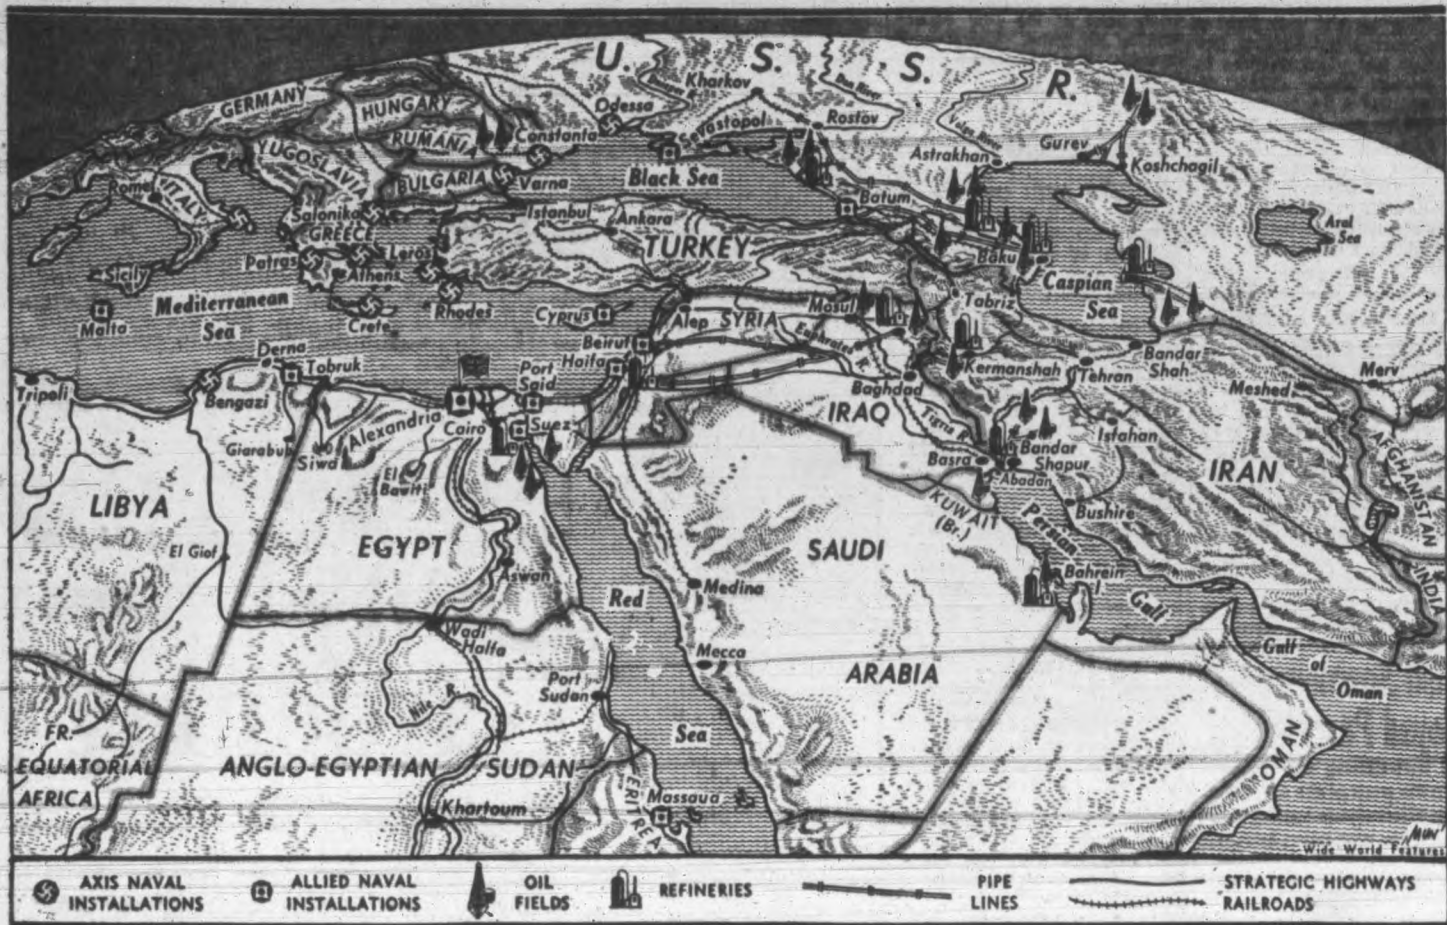 U. S. S. R.
GERMANY
HUNGARY
RUMANIA
YUGOSLAVIA
BULGARIA
ITALY
Rome
Odessa
Constanta
Varna
Sevastopol
Kharkov
Rostov
Don River
Volga River
Astrakhan
Gurev
Koshchagil
Black Sea
Batum
Baku
Caspian
Sea
Aral
Sea
Salonika
GREECE
Patras
Athens
Leros
Istanbul
Ankara
TURKEY
Sicily
Malta
Mediterranean
Sea
Crete
Rhodes
Cyprus
Alep
SYRIA
Mosul
Euphrates R.
Tabriz
Beirut
Haifa
Port
Said
Derna
Tobruk
Tripoli
Bengazi
Giarabub
Siwa
Alexandria
Cairo
Suez
El
Bawiti
Baghdad
IRAQ
Tigris R.
Kermanshah
Tehran
Bandar
Shah
Meshed
Merv
Basra
Bandar
Shapur
Abadan
Isfahan
IRAN
AFGHANISTAN
KUWAIT
(Br.)
Persian
Gulf
Bushire
Bahrein
I
INDIA
LIBYA
El Giof
EGYPT
Aswan
SAUDI
ARABIA
Medina
Mecca
Red
Sea
Wadi
Halfa
Port
Sudan
Nile R.
Gulf
of
Oman
OMAN
FR.
EQUATORIAL
AFRICA
ANGLO-EGYPTIAN SUDAN
Khartoum
ERITREA
Massaua
Wide World Features
AXIS NAVAL
INSTALLATIONS
ALLIED NAVAL
INSTALLATIONS
OIL
FIELDS
REFINERIES
PIPE
LINES
STRATEGIC HIGHWAYS
RAILROADS